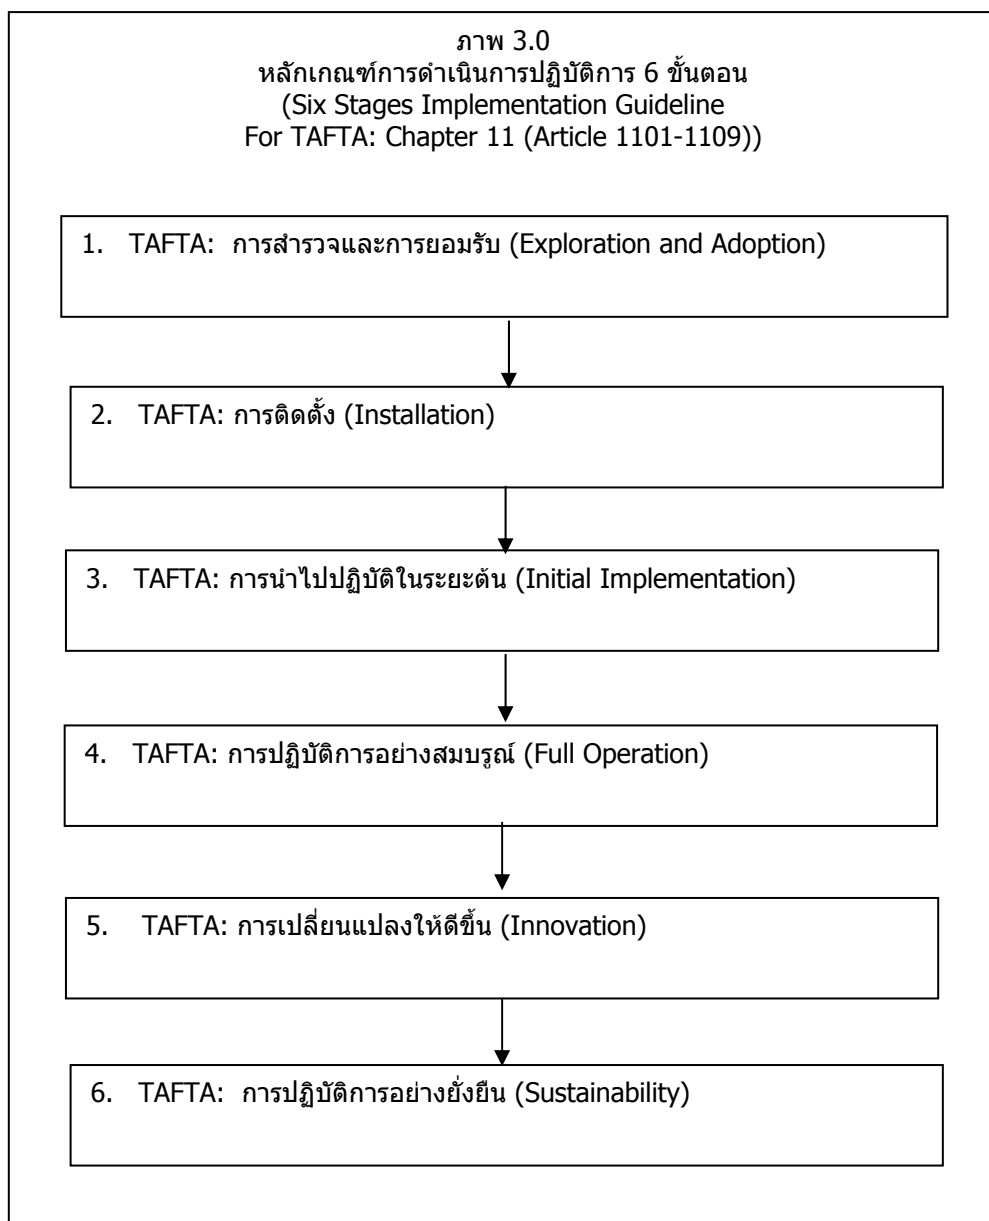 ภาพ 3.0
หลักเกณฑ์การดำเนินการปฏิบัติการ 6 ขั้นตอน
(Six Stages Implementation Guideline
For TAFTA: Chapter 11 (Article 1101-1109))
1. TAFTA: การสำรวจและการยอมรับ (Exploration and Adoption)
2. TAFTA: การติดตั้ง (Installation)
3. TAFTA: การนำไปปฏิบัติในระยะต้น (Initial Implementation)
4. TAFTA: การปฏิบัติการอย่างสมบรูณ์ (Full Operation)
5. TAFTA: การเปลี่ยนแปลงให้ดีขึ้น (Innovation)
6. TAFTA: การปฏิบัติการอย่างยั่งยืน (Sustainability)